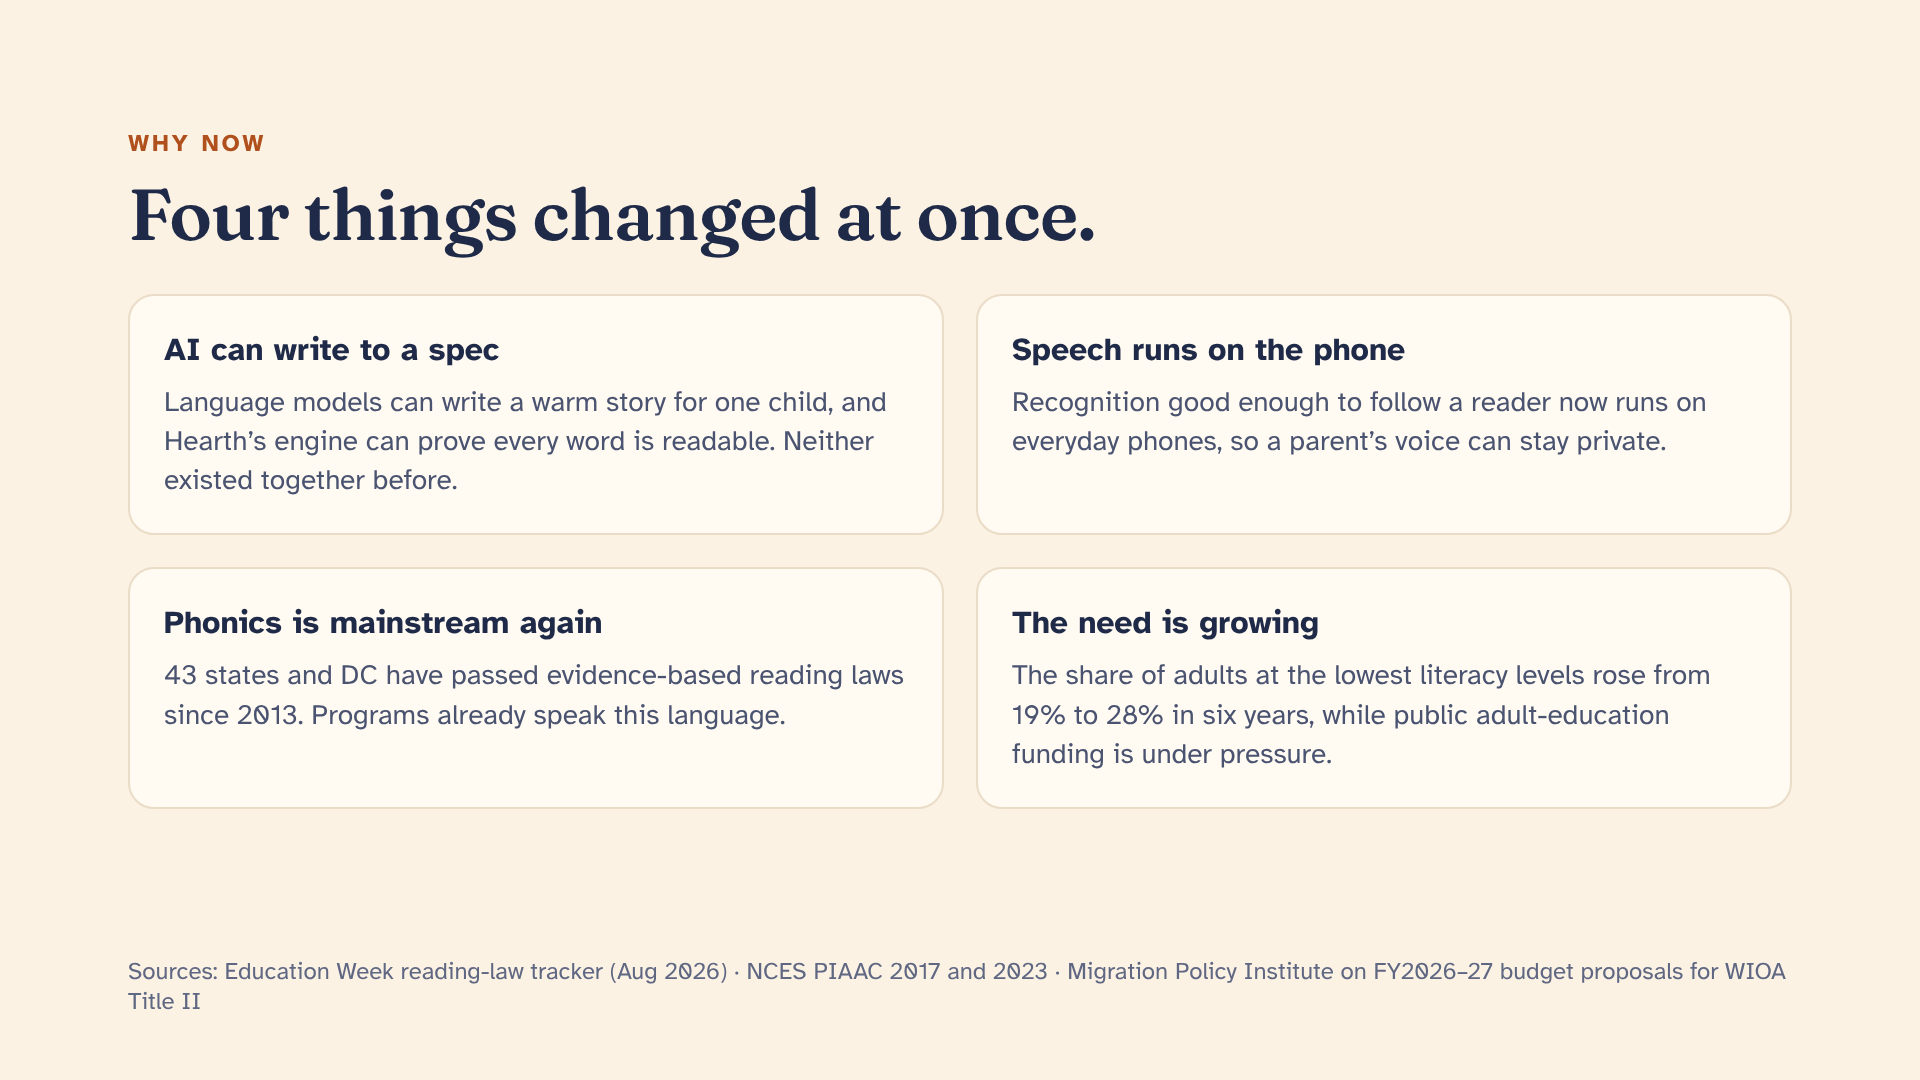 WHY NOW
Four things changed at once.
AI can write to a spec
Language models can write a warm story for one child, and
Hearth’s engine can prove every word is readable. Neither
existed together before.
Speech runs on the phone
Recognition good enough to follow a reader now runs on
everyday phones, so a parent’s voice can stay private.
Phonics is mainstream again
43 states and DC have passed evidence-based reading laws
since 2013. Programs already speak this language.
The need is growing
The share of adults at the lowest literacy levels rose from
19% to 28% in six years, while public adult-education
funding is under pressure.
Sources: Education Week reading-law tracker (Aug 2026) · NCES PIAAC 2017 and 2023 · Migration Policy Institute on FY2026–27 budget proposals for WIOA
Title II